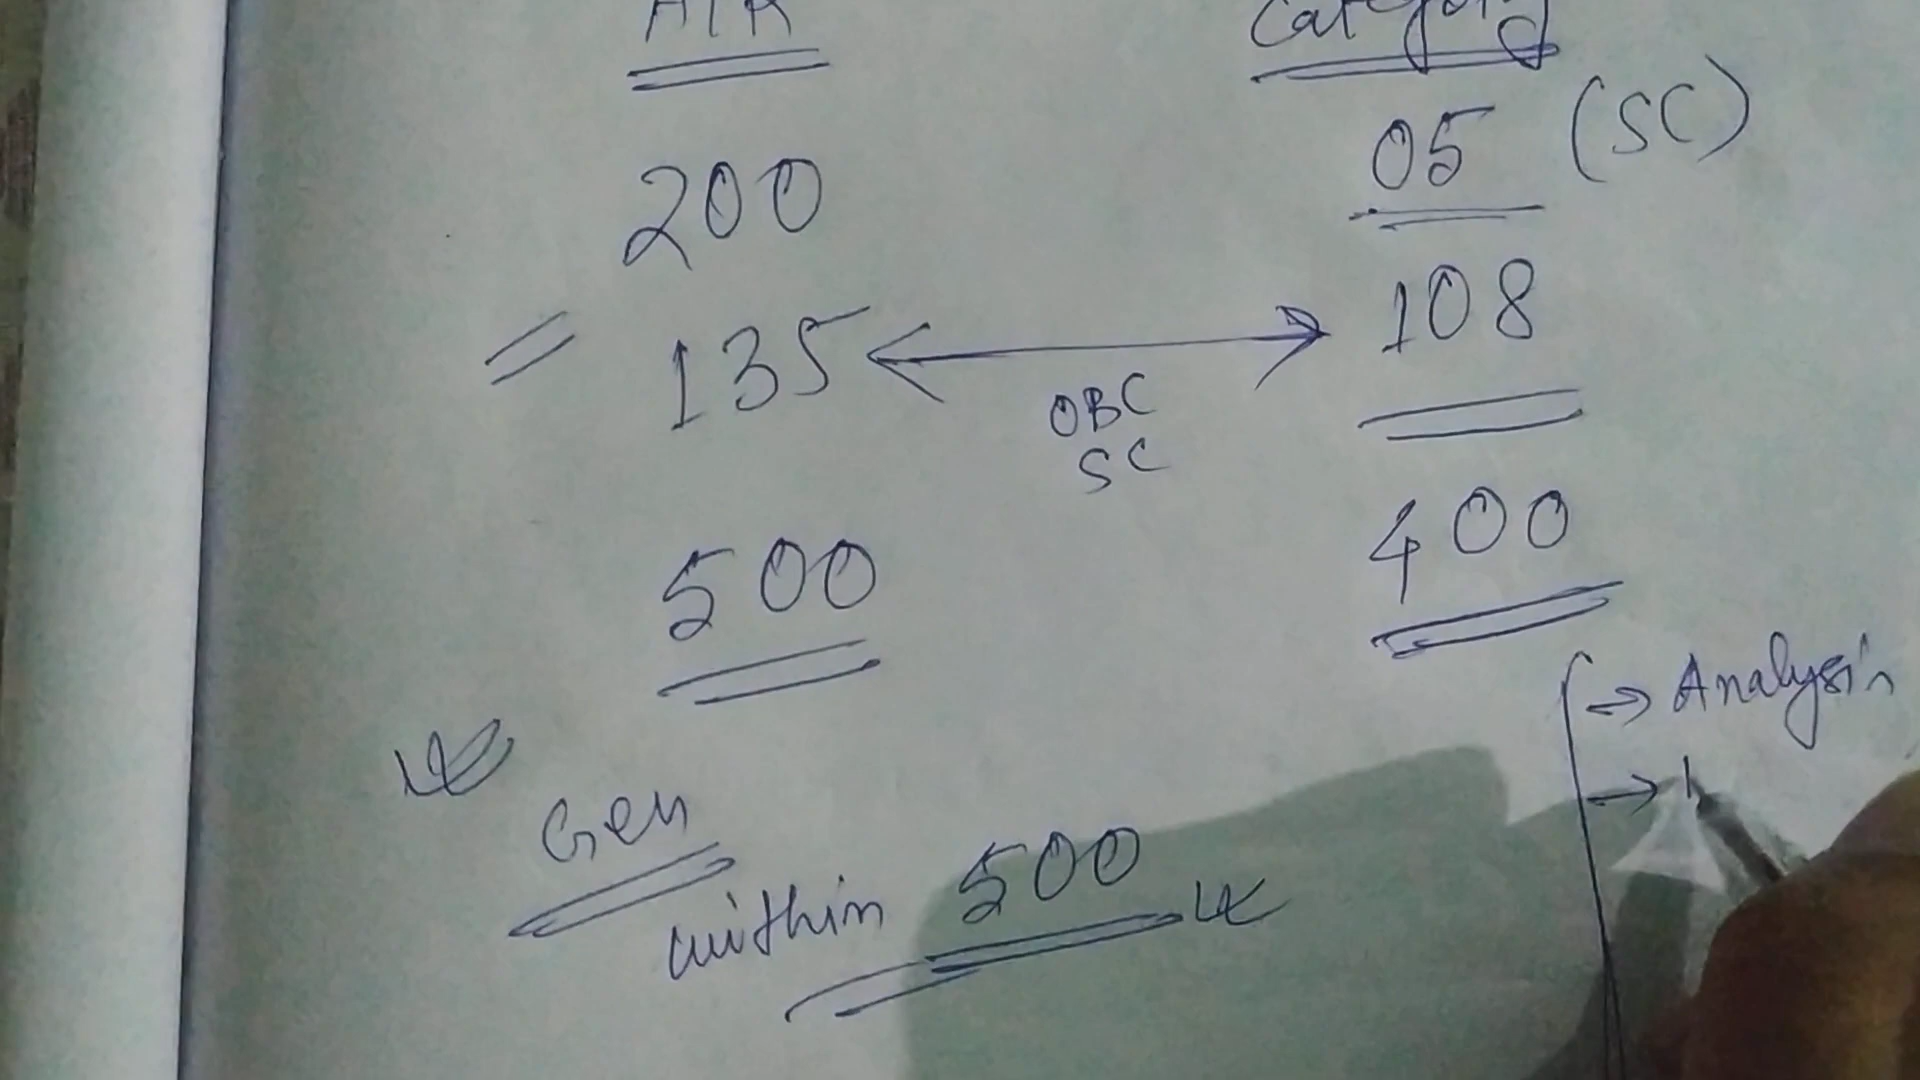 AIR Category
200 05 (SC)
135 108
OBC
SC
500 400
→ Analysis
→
Gen
within 500